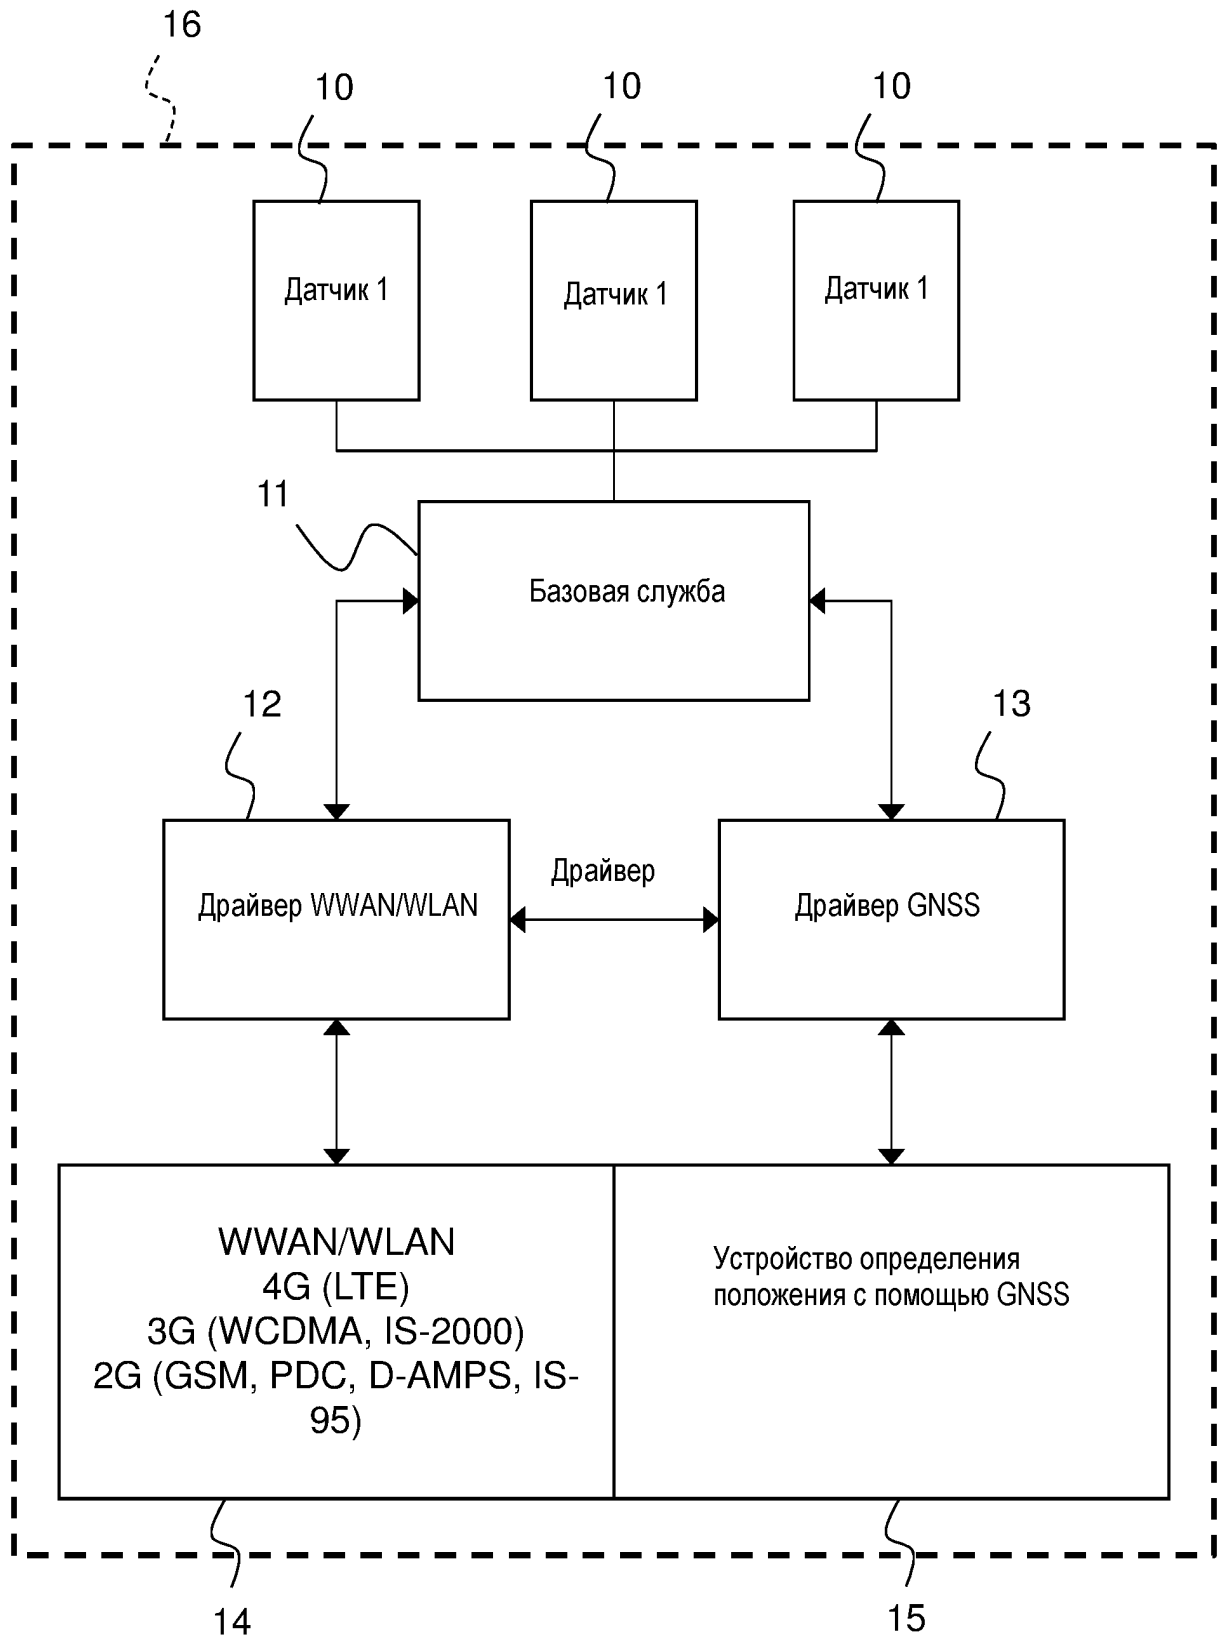 16
10
10
10
Датчик 1
Датчик 1
Датчик 1
11
Базовая служба
12
13
Драйвер
Драйвер WWAN/WLAN
Драйвер GNSS
WWAN/WLAN
4G (LTE)
3G (WCDMA, IS-2000)
2G (GSM, PDC, D-AMPS, IS-
95)
Устройство определения
положения с помощью GNSS
14
15